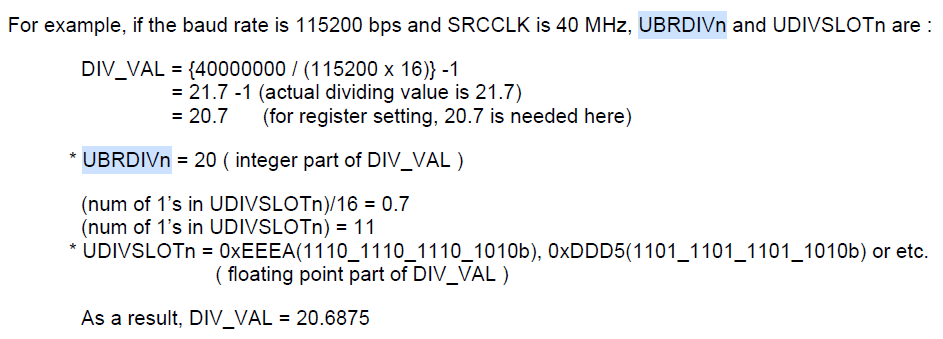 For example, if the baud rate is 115200 bps and SRCCLK is 40 MHz, UBRDIVn and UDIVSLOTn are :
DIV_VAL = {40000000 / (115200 x 16)} -1
= 21.7 -1 (actual dividing value is 21.7)
= 20.7 (for register setting, 20.7 is needed here)
* UBRDIVn = 20 ( integer part of DIV_VAL )
(num of 1's in UDIVSLOTn)/16 = 0.7
(num of 1's in UDIVSLOTn) = 11
* UDIVSLOTn = 0xEEEA(1110_1110_1110_1010b), 0xDDD5(1101_1101_1101_1010b) or etc.
( floating point part of DIV_VAL )
As a result, DIV_VAL = 20.6875